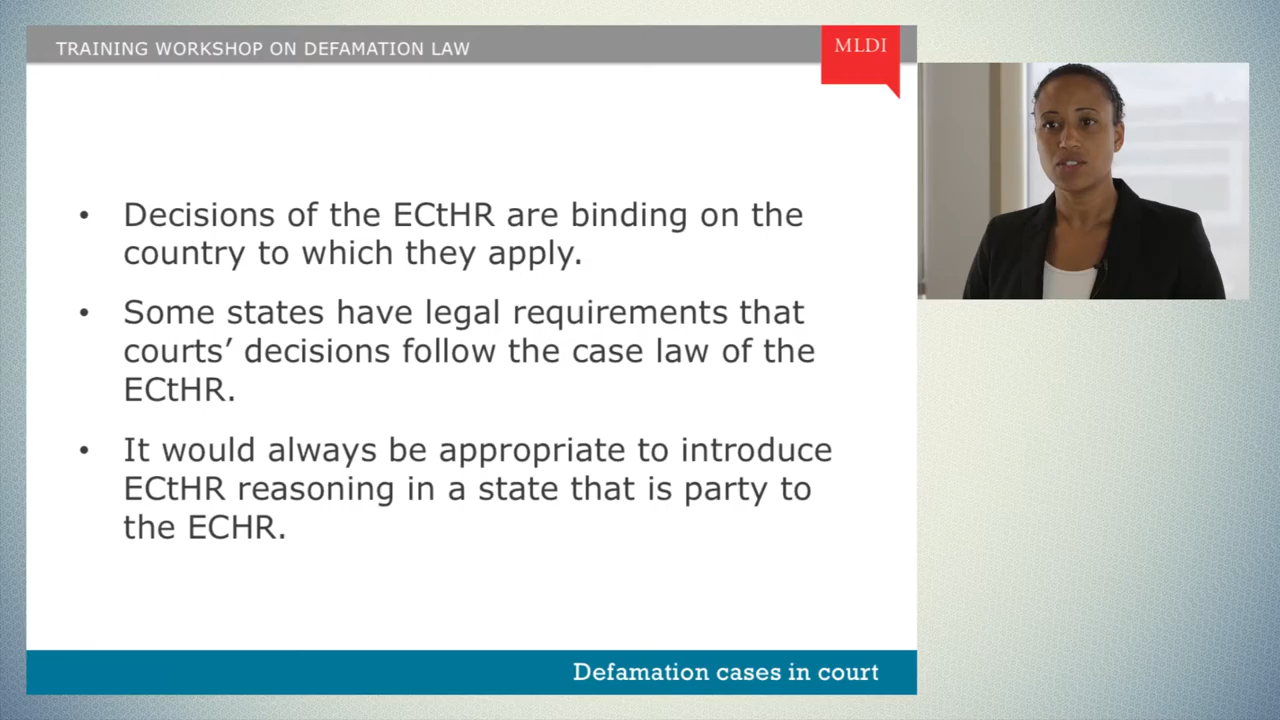 TRAINING WORKSHOP ON DEFAMATION LAW
MLDI
• Decisions of the ECtHR are binding on the
country to which they apply.
• Some states have legal requirements that
courts’ decisions follow the case law of the
ECtHR.
• It would always be appropriate to introduce
ECtHR reasoning in a state that is party to
the ECHR.
Defamation cases in court